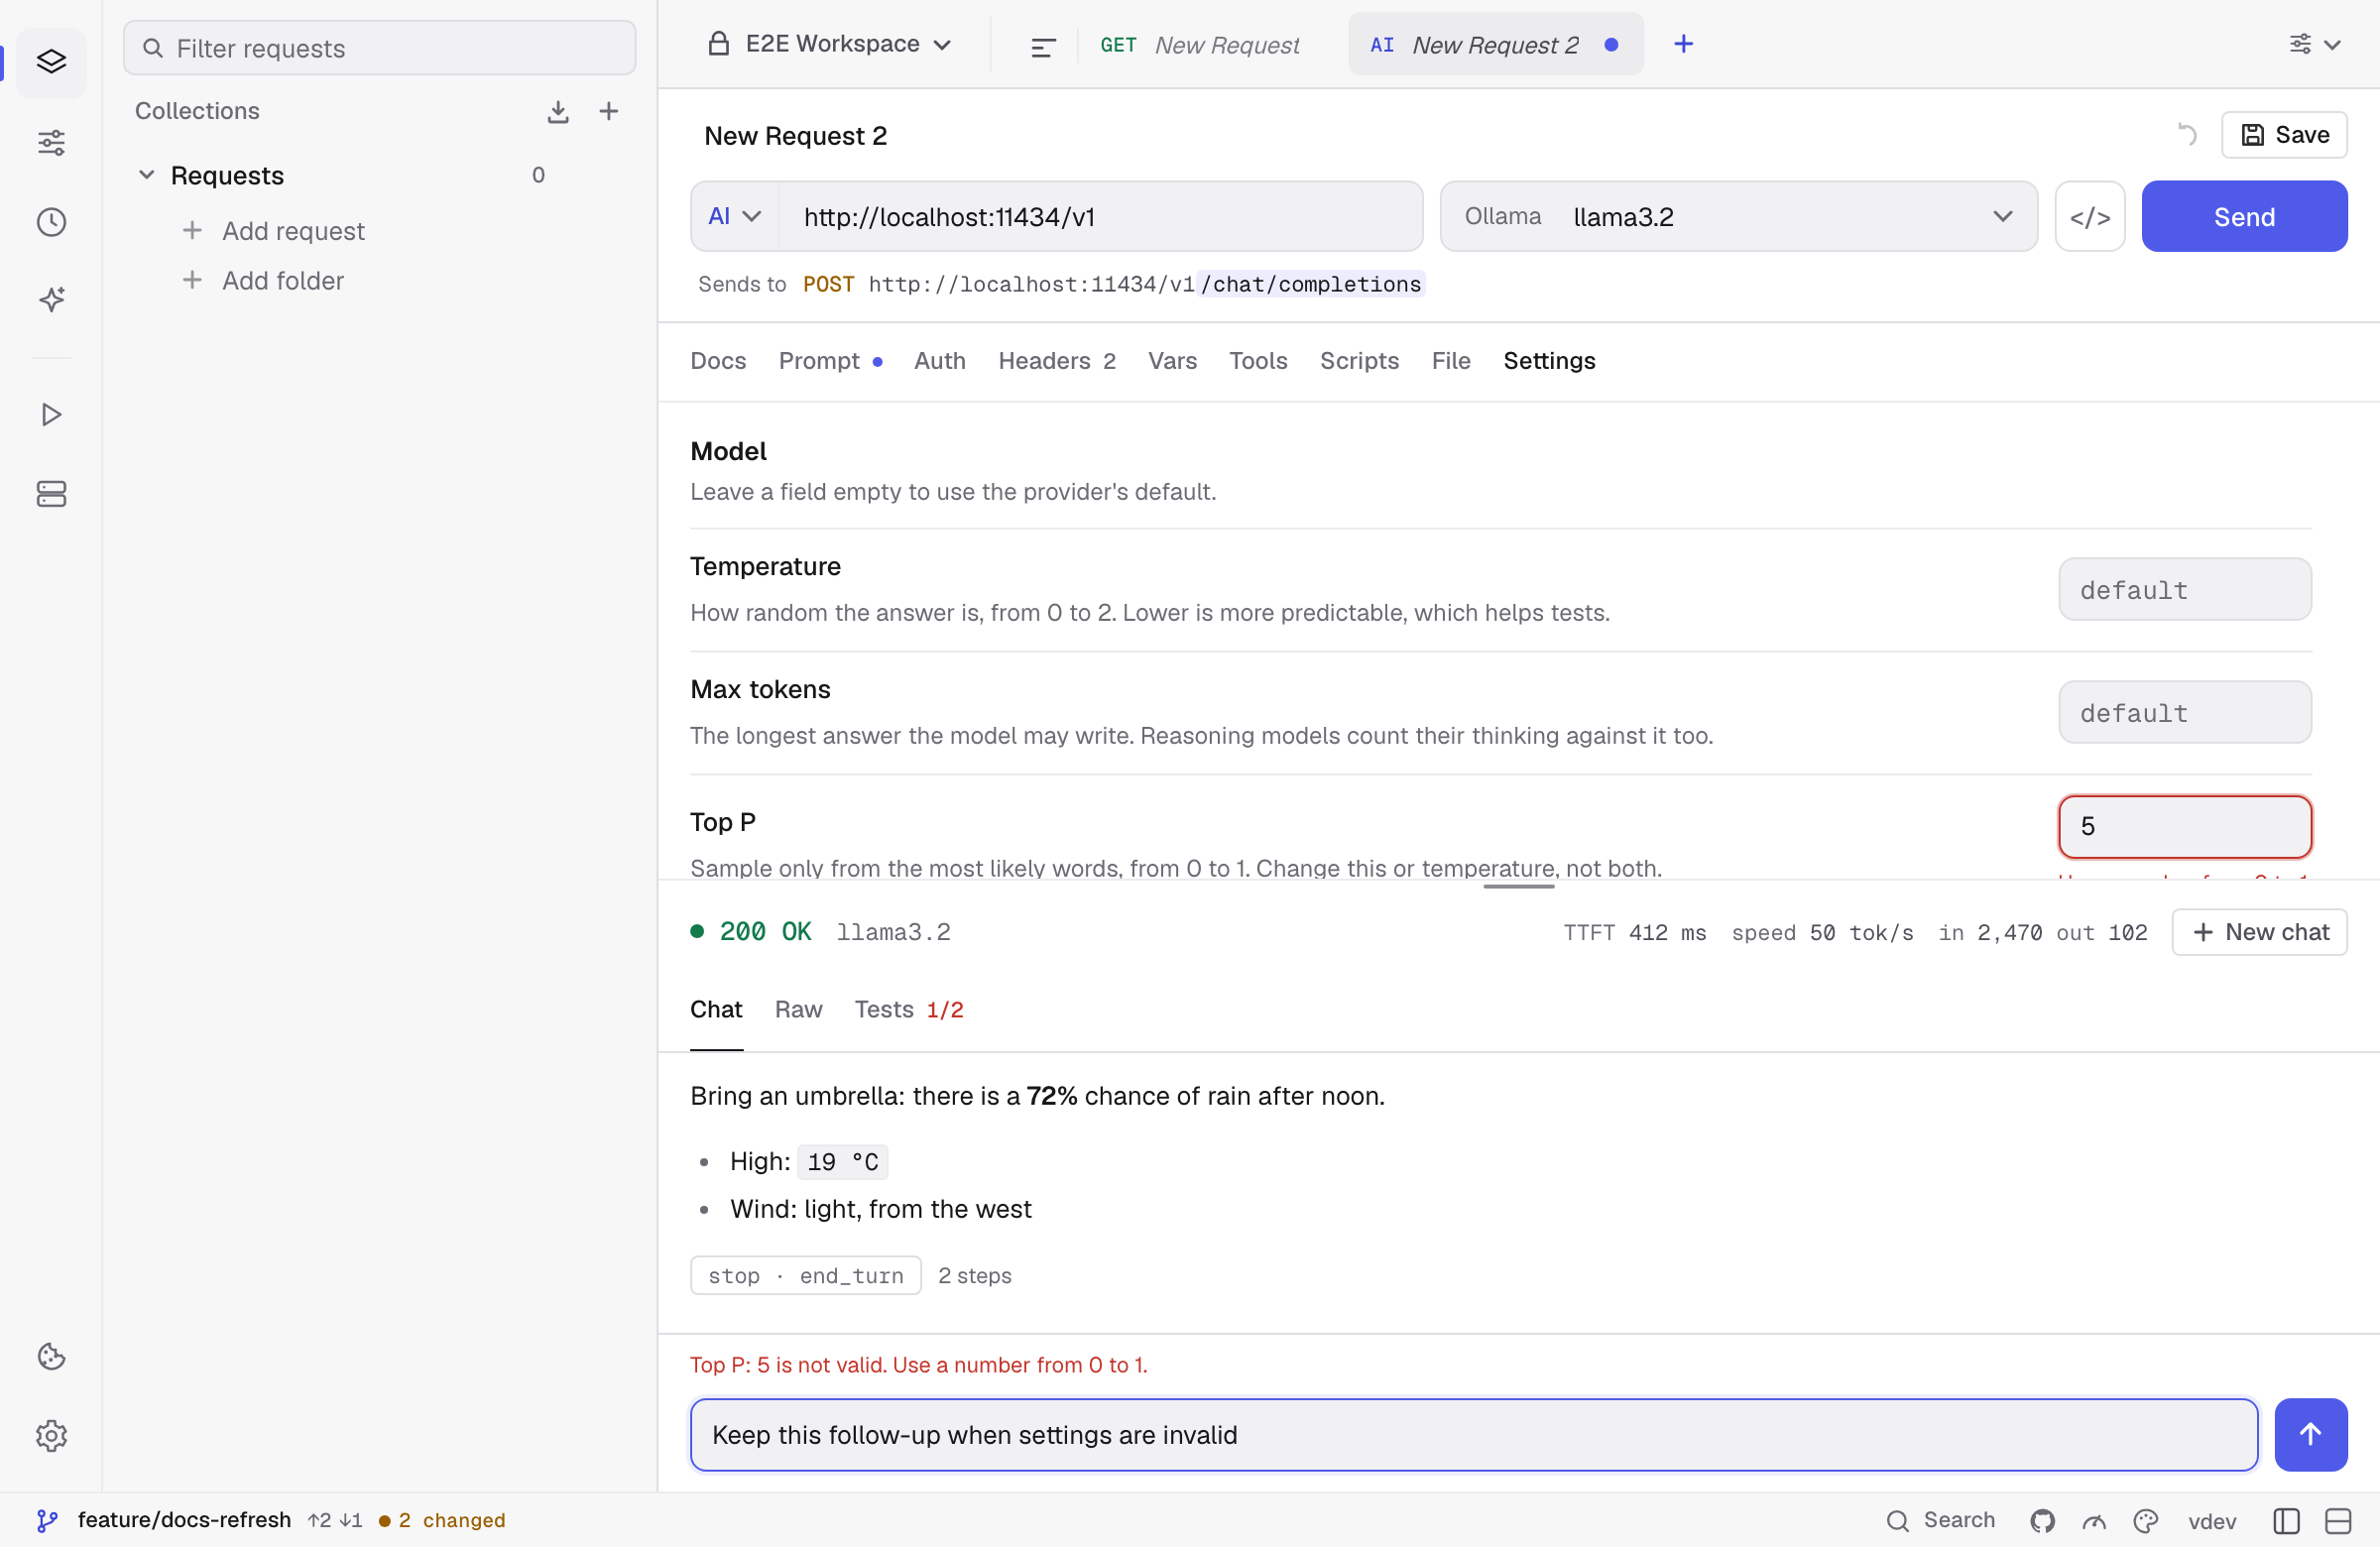 Filter requests
Collections
Requests 0
Add request
Add folder
E2E Workspace
GET New Request
AI New Request 2
New Request 2
Save
AI http://localhost:11434/v1
Ollama llama3.2
</>
Send
Sends to POST http://localhost:11434/v1/chat/completions
Docs Prompt Auth Headers 2 Vars Tools Scripts File Settings
Model
Leave a field empty to use the provider's default.
Temperature
How random the answer is, from 0 to 2. Lower is more predictable, which helps tests.
default
Max tokens
The longest answer the model may write. Reasoning models count their thinking against it too.
default
Top P
5
Sample only from the most likely words, from 0 to 1. Change this or temperature, not both.
200 OK llama3.2
TTFT 412 ms speed 50 tok/s in 2,470 out 102
New chat
Chat Raw Tests 1/2
Bring an umbrella: there is a 72% chance of rain after noon.
• High: 19 °C
• Wind: light, from the west
stop · end_turn 2 steps
Top P: 5 is not valid. Use a number from 0 to 1.
Keep this follow-up when settings are invalid
feature/docs-refresh ↑2 ↓1 2 changed
Search
vdev